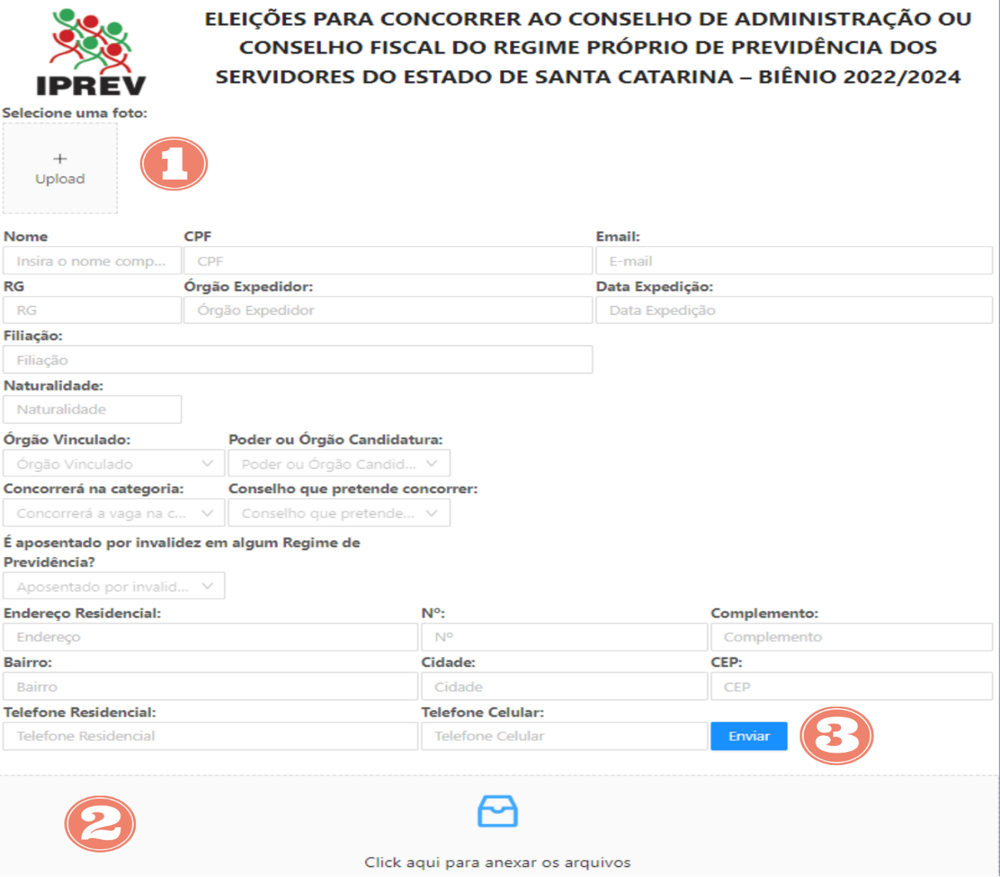 ELEIÇÕES PARA CONCORRER AO CONSELHO DE ADMINISTRAÇÃO OU
CONSELHO FISCAL DO REGIME PRÓPRIO DE PREVIDÊNCIA DOS
SERVIDORES DO ESTADO DE SANTA CATARINA – BIÊNIO 2022/2024
IPREV
Selecione uma foto:
+
Upload
1
Nome CPF Email:
Insira o nome comp... CPF E-mail
RG Órgão Expedidor: Data Expedição:
RG Órgão Expedidor Data Expedição
Filiação:
Filiação
Naturalidade:
Naturalidade
Órgão Vinculado: Poder ou Órgão Candidatura:
Órgão Vinculado Poder ou Órgão Candid...
Concorrerá na categoria: Conselho que pretende concorrer:
Concorrerá a vaga na c... Conselho que pretende...
É aposentado por invalidez em algum Regime de
Previdência?
Aposentado por invalid...
Endereço Residencial: Nº: Complemento:
Endereço Nº Complemento
Bairro: Cidade: CEP:
Bairro Cidade CEP
Telefone Residencial: Telefone Celular:
Telefone Residencial Telefone Celular Enviar 3
2
Click aqui para anexar os arquivos